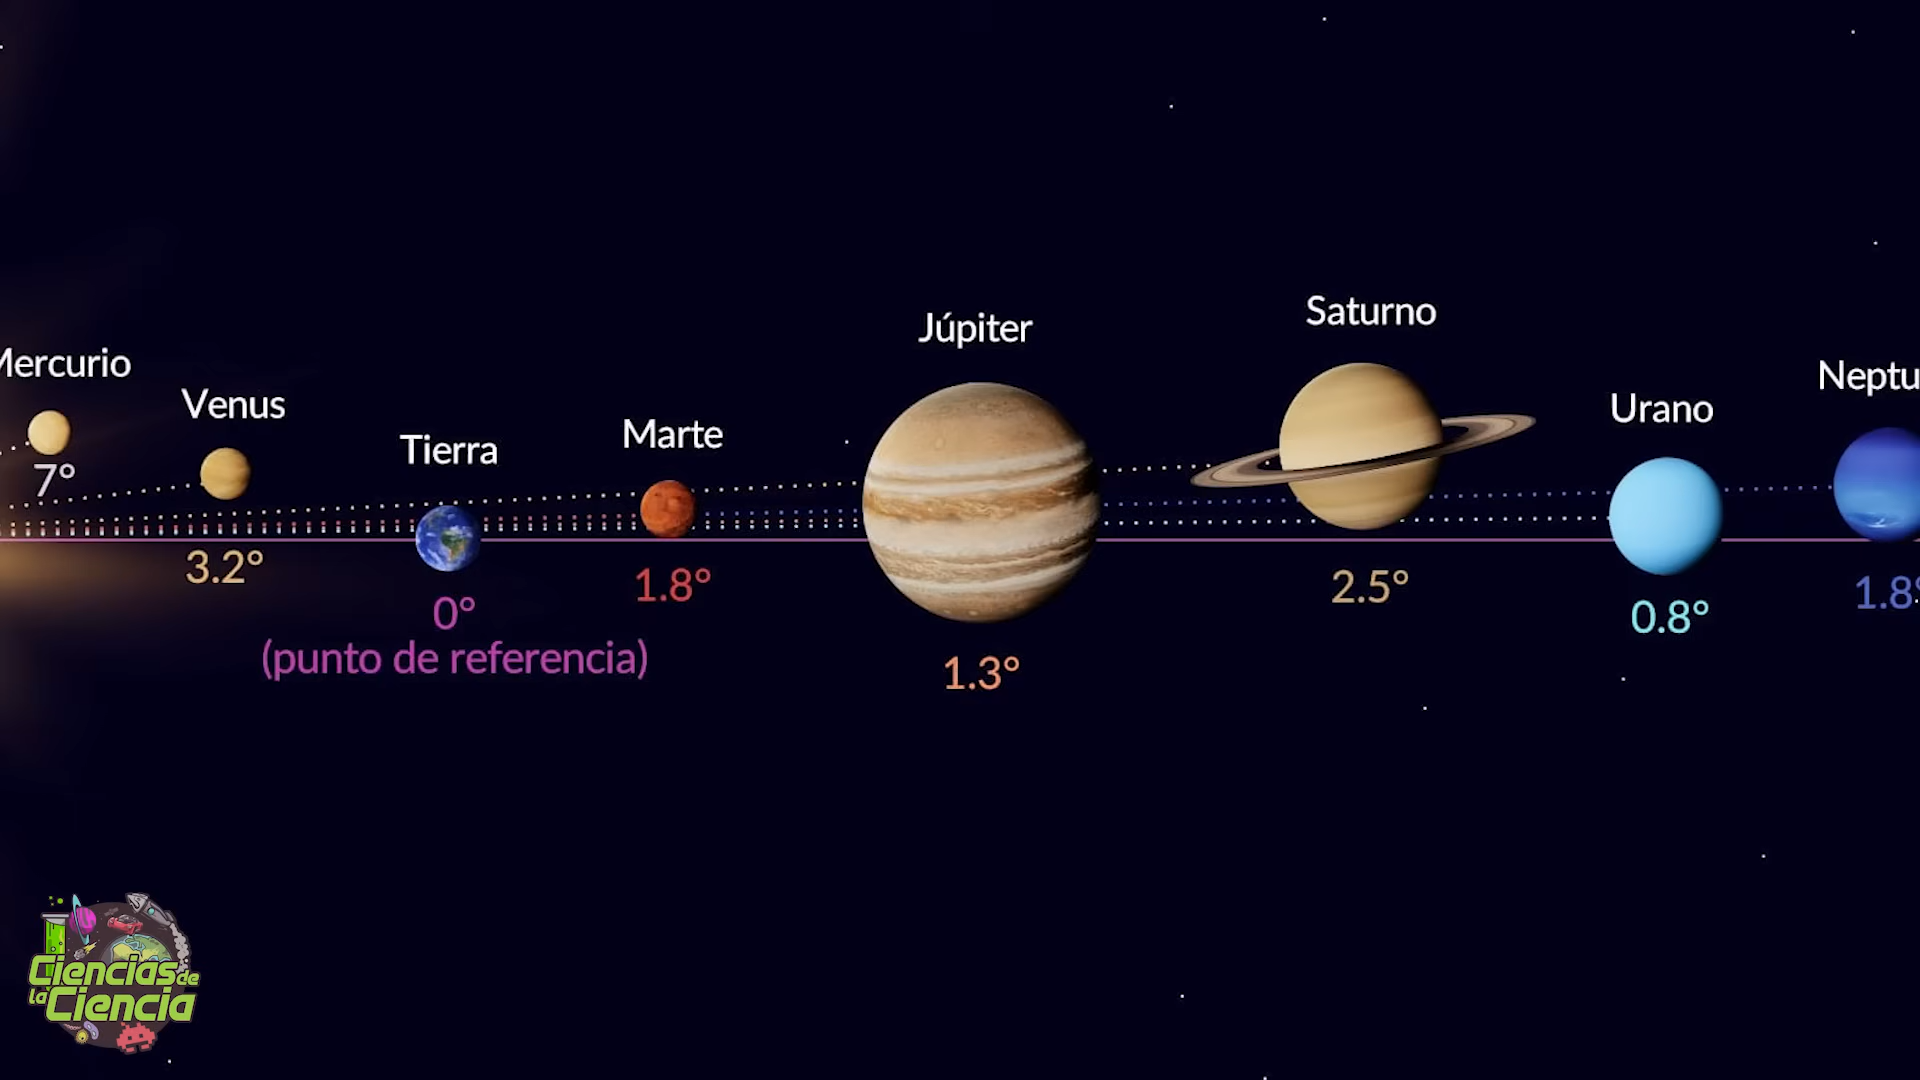 Mercurio
7°
Venus
3.2°
Tierra
0°
(punto de referencia)
Marte
1.8°
Júpiter
1.3°
Saturno
2.5°
Urano
0.8°
Neptu
1.8°
Ciencias de
la Ciencia